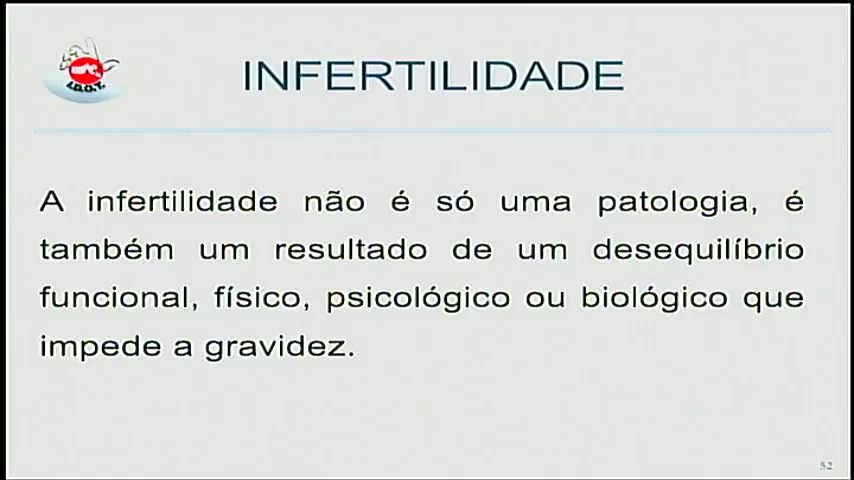 I.D.O.T.
INFERTILIDADE
A infertilidade não é só uma patologia, é
também um resultado de um desequilíbrio
funcional, físico, psicológico ou biológico que
impede a gravidez.
52